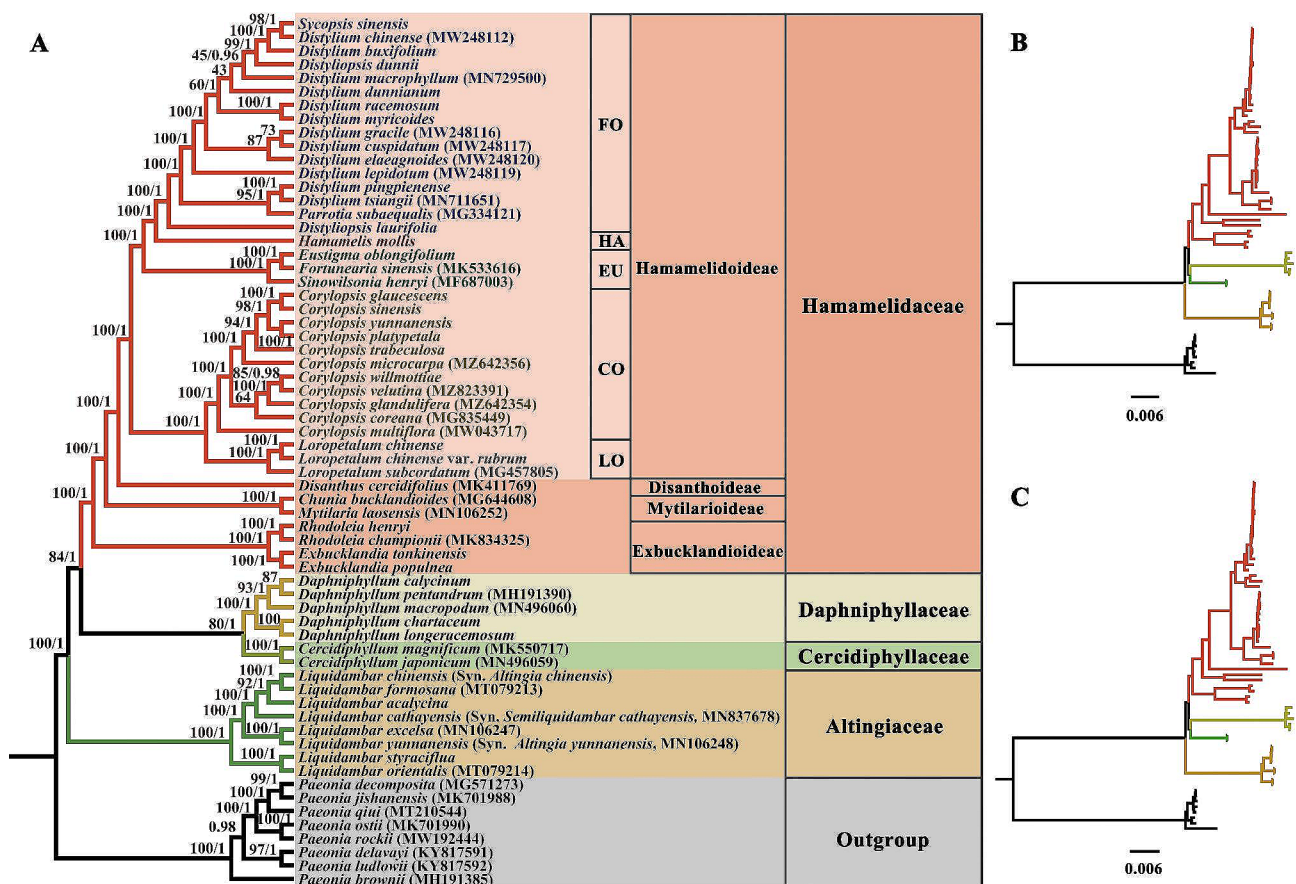 A
B
C
98/1
100/1
99/1
45/0.96
43
60/1
100/1
100/1
73
87
100/1
100/1
95/1
100/1
100/1
100/1
100/1
100/1
100/1
98/1
94/1
100/1
100/1
100/1
85/0.98
100/1
64
100/1
100/1
100/1
100/1
100/1
100/1
100/1
100/1
100/1
100/1
84/1
87
93/1
100/1
100
80/1
100/1
100/1
100/1
92/1
100/1
100/1
100/1
100/1
100/1
99/1
100/1
100/1
100/1
0.98
97/1
100/1
Sycopsis sinensis
Distylium chinense (MW248112)
Distylium buxifolium
Distyliopsis dunnii
Distylium macrophyllum (MN729500)
Distylium dunnianum
Distylium racemosum
Distylium myricoides
Distylium gracile (MW248116)
Distylium cuspidatum (MW248117)
Distylium elaeagnoides (MW248120)
Distylium lepidotum (MW248119)
Distylium pingpienense
Distylium tsiangii (MN711651)
Parrotia subaequalis (MG334121)
Distyliopsis laurifolia
Hamamelis mollis
Eustigma oblongifolium
Fortunearia sinensis (MK533616)
Sinowilsonia henryi (MF687003)
Corylopsis glaucescens
Corylopsis sinensis
Corylopsis yunnanensis
Corylopsis platypetala
Corylopsis trabeculosa
Corylopsis microcarpa (MZ642356)
Corylopsis willmottiae
Corylopsis velutina (MZ823391)
Corylopsis glandulifera (MZ642354)
Corylopsis coreana (MG835449)
Corylopsis multiflora (MW043717)
Loropetalum chinense
Loropetalum chinense var. rubrum
Loropetalum subcordatum (MG457805)
Disanthus cercidifolius (MK411769)
Chunia bucklandioides (MG644608)
Mytilaria laosensis (MN106252)
Rhodoleia henryi
Rhodoleia championii (MK834325)
Exbucklandia tonkinensis
Exbucklandia populnea
Daphniphyllum calycinum
Daphniphyllum pentandrum (MH191390)
Daphniphyllum macropodum (MN496060)
Daphniphyllum chartaceum
Daphniphyllum longeracemosum
Cercidiphyllum magnificum (MK550717)
Cercidiphyllum japonicum (MN496059)
Liquidambar chinensis (Syn. Altingia chinensis)
Liquidambar formosana (MT079213)
Liquidambar acalycina
Liquidambar cathayensis (Syn. Semiliquidambar cathayensis, MN837678)
Liquidambar excelsa (MN106247)
Liquidambar yunnanensis (Syn. Altingia yunnanensis, MN106248)
Liquidambar styraciflua
Liquidambar orientalis (MT079214)
Paeonia decomposita (MG571273)
Paeonia jishanensis (MK701988)
Paeonia qiui (MT210544)
Paeonia ostii (MK701990)
Paeonia rockii (MW192444)
Paeonia delavayi (KY817591)
Paeonia ludlowii (KY817592)
Paeonia brownii (MH191385)
FO
HA
EU
CO
LO
Hamamelidoideae
Disanthoideae
Mytilarioideae
Exbucklandioideae
Hamamelidaceae
Daphniphyllaceae
Cercidiphyllaceae
Altingiaceae
Outgroup
0.006
0.006